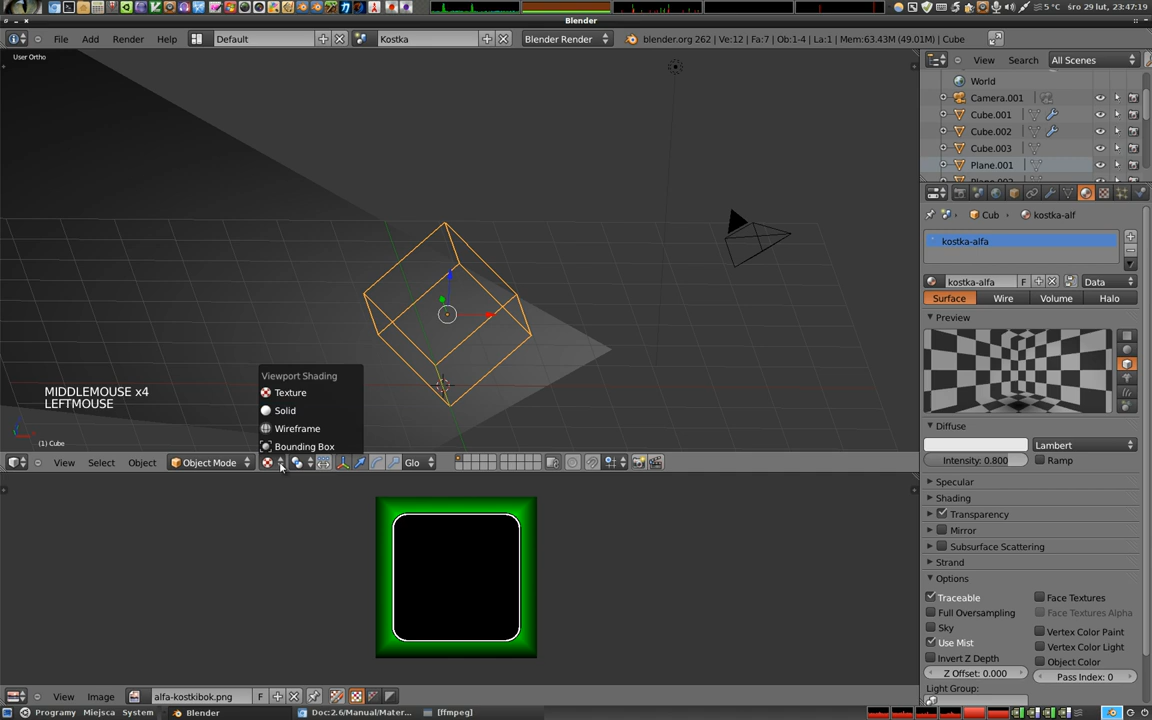 5 °C śro 29 lut, 23:47:19
Blender
File Add Render Help Default Kostka Blender Render blender.org 262 | Ve:12 | Fa:7 | Ob:1-4 | La:1 | Mem:63.43M (49.01M) | Cube
User Ortho
View Search All Scenes
World
Camera.001
Cube.001
Cube.002
Cube.003
Plane.001
Cub kostka-alf
kostka-alfa
kostka-alfa F Data
Surface Wire Volume Halo
Preview
Viewport Shading
Texture
Solid
Wireframe
Bounding Box
MIDDLEMOUSE x4
LEFTMOUSE
(1) Cube
View Select Object Object Mode Glo
Diffuse
Lambert
Intensity: 0.800 Ramp
Specular
Shading
Transparency
Mirror
Subsurface Scattering
Strand
Options
Traceable
Full Oversampling
Sky
Use Mist
Invert Z Depth
Z Offset: 0.000
Light Group:
Face Textures
Face Textures Alpha
Vertex Color Paint
Vertex Color Light
Object Color
Pass Index: 0
View Image alfa-kostkibok.png F
Programy Miejsca System Blender Doc:2.6/Manual/Mater... [ffmpeg]